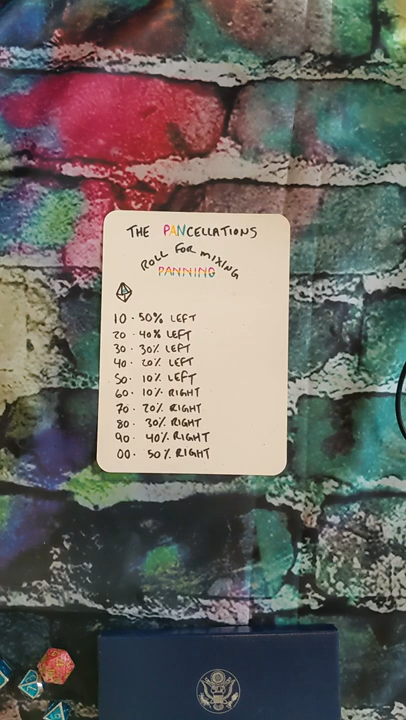 THE PANCELLATIONS
ROLL FOR MIXING
PANNING
10 · 50% LEFT
20 · 40% LEFT
30 · 30% LEFT
40 · 20% LEFT
50 · 10% LEFT
60 · 10% RIGHT
70 · 20% RIGHT
80 · 30% RIGHT
90 · 40% RIGHT
00 · 50% RIGHT